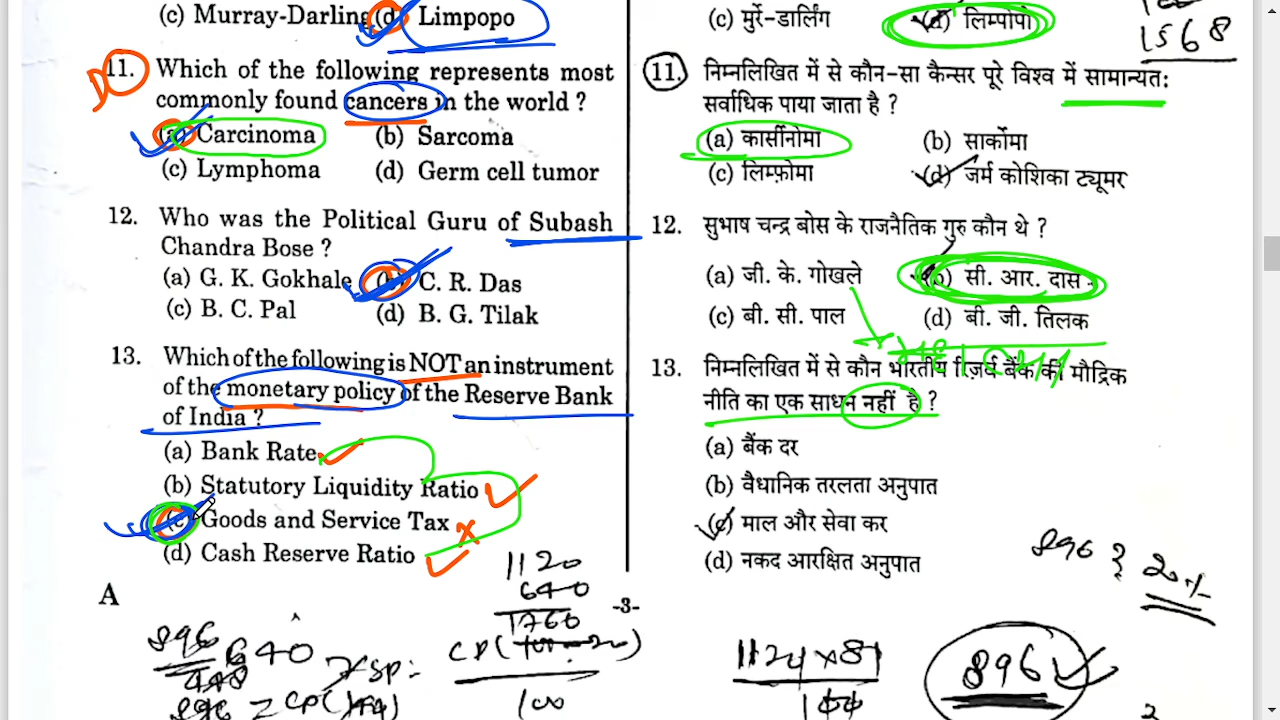 (c) Murray-Darling (d) Limpopo
11. Which of the following represents most
commonly found cancers in the world ?
(a) Carcinoma (b) Sarcoma
(c) Lymphoma (d) Germ cell tumor
12. Who was the Political Guru of Subash
Chandra Bose ?
(a) G. K. Gokhale (b) C. R. Das
(c) B. C. Pal (d) B. G. Tilak
13. Which of the following is NOT an instrument
of the monetary policy of the Reserve Bank
of India ?
(a) Bank Rate
(b) Statutory Liquidity Ratio
(c) Goods and Service Tax
(d) Cash Reserve Ratio
A
-3-
1120
640
1760
896
640
(c) मुर्रे-डार्लिंग (d) लिम्पोपो
1568
11. निम्नलिखित में से कौन-सा कैन्सर पूरे विश्व में सामान्यतः
सर्वाधिक पाया जाता है ?
(a) कार्सीनोमा (b) सार्कोमा
(c) लिम्फ़ोमा (d) जर्म कोशिका ट्यूमर
12. सुभाष चन्द्र बोस के राजनैतिक गुरु कौन थे ?
(a) जी. के. गोखले (b) सी. आर. दास
(c) बी. सी. पाल (d) बी. जी. तिलक
13. निम्नलिखित में से कौन भारतीय रिज़र्व बैंक की मौद्रिक
नीति का एक साधन नहीं है ?
(a) बैंक दर
(b) वैधानिक तरलता अनुपात
(c) माल और सेवा कर
(d) नकद आरक्षित अनुपात
896
20%
896